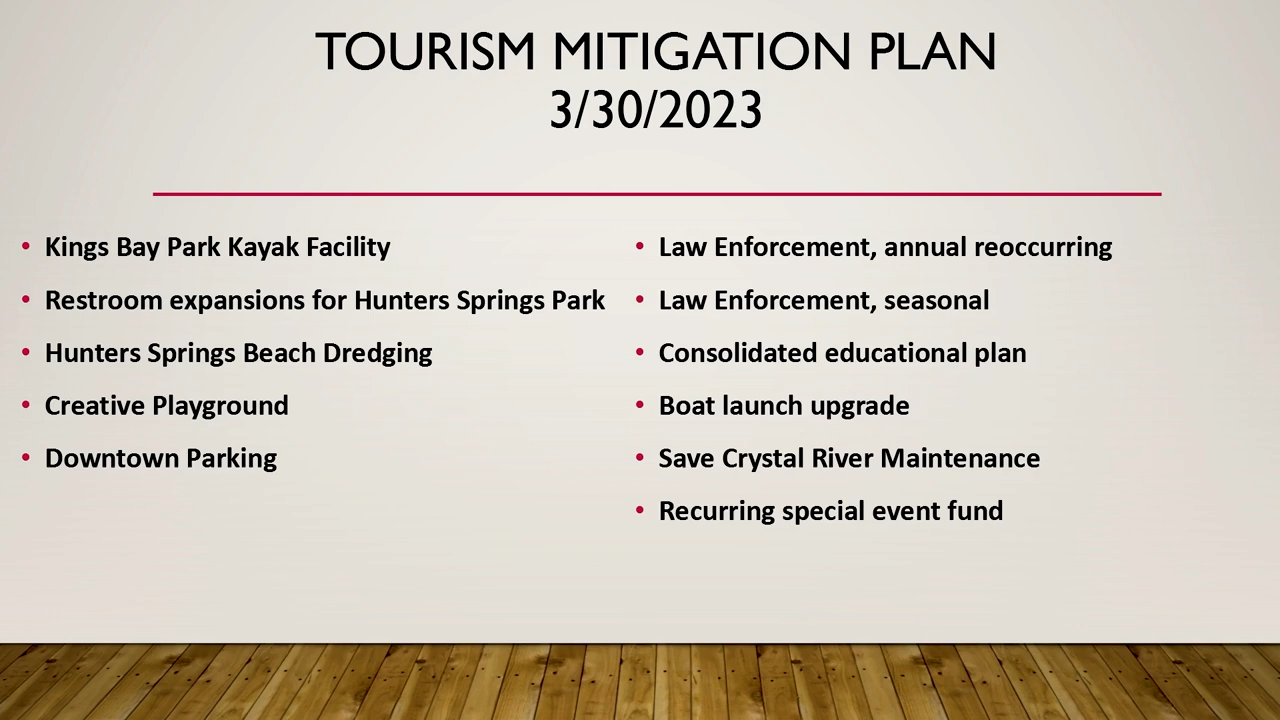 TOURISM MITIGATION PLAN
3/30/2023
• Kings Bay Park Kayak Facility
• Restroom expansions for Hunters Springs Park
• Hunters Springs Beach Dredging
• Creative Playground
• Downtown Parking
• Law Enforcement, annual reoccurring
• Law Enforcement, seasonal
• Consolidated educational plan
• Boat launch upgrade
• Save Crystal River Maintenance
• Recurring special event fund